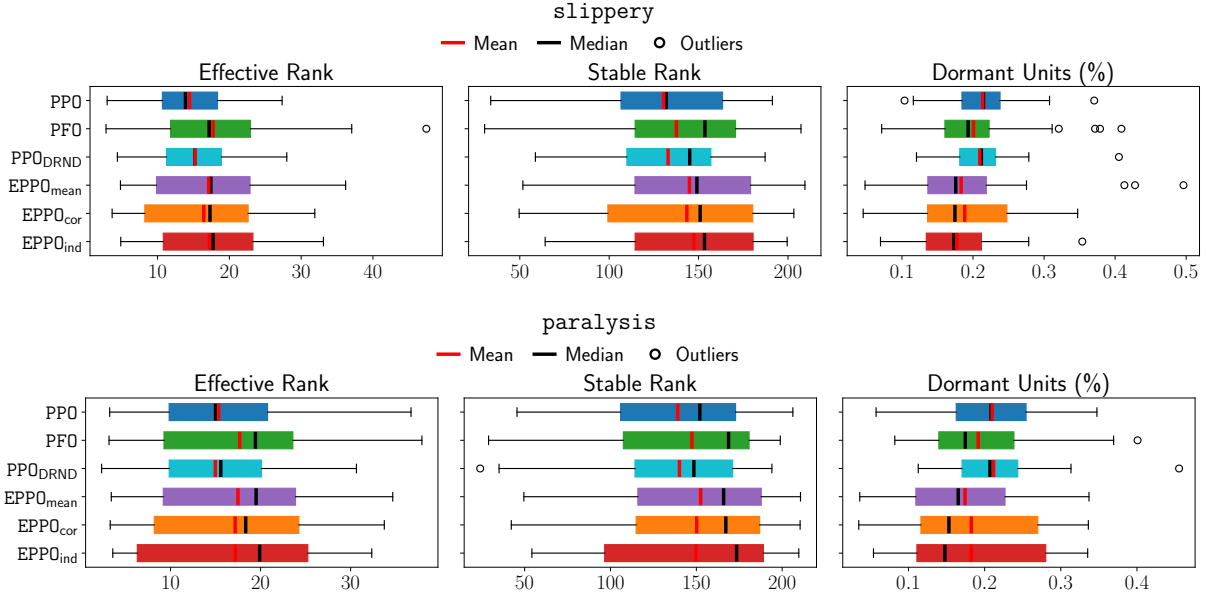 slippery
Mean Median Outliers
Effective Rank Stable Rank Dormant Units (%)
PPO
PFO
PPO_DRND
EPPO_mean
EPPO_cor
EPPO_ind
10 20 30 40 50 100 150 200 0.1 0.2 0.3 0.4 0.5
paralysis
Mean Median Outliers
Effective Rank Stable Rank Dormant Units (%)
PPO
PFO
PPO_DRND
EPPO_mean
EPPO_cor
EPPO_ind
10 20 30 50 100 150 200 0.1 0.2 0.3 0.4